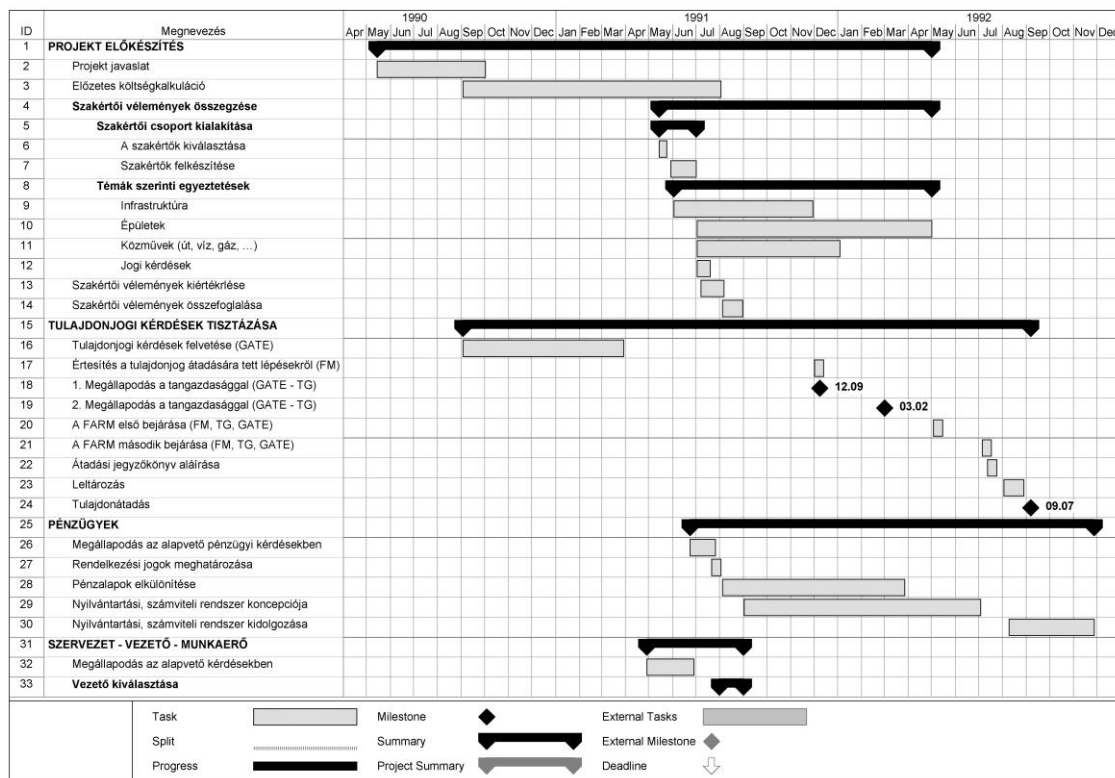 1990 1991 1992
ID Megnevezés Apr May Jun Jul Aug Sep Oct Nov Dec Jan Feb Mar Apr May Jun Jul Aug Sep Oct Nov Dec Jan Feb Mar Apr May Jun Jul Aug Sep Oct Nov Dec
1 PROJEKT ELŐKÉSZÍTÉS
2 Projekt javaslat
3 Előzetes költségkalkuláció
4 Szakértői vélemények összegzése
5 Szakértői csoport kialakítása
6 A szakértők kiválasztása
7 Szakértők felkészítése
8 Témák szerinti egyeztetések
9 Infrastruktúra
10 Épületek
11 Közművek (út, víz, gáz, ...)
12 Jogi kérdések
13 Szakértői vélemények kiértékrlése
14 Szakértői vélemények összefoglalása
15 TULAJDONJOGI KÉRDÉSEK TISZTÁZÁSA
16 Tulajdonjogi kérdések felvetése (GATE)
17 Értesítés a tulajdonjog átadására tett lépésekről (FM)
18 1. Megállapodás a tangazdasággal (GATE - TG) 12.09
19 2. Megállapodás a tangazdasággal (GATE - TG) 03.02
20 A FARM első bejárása (FM, TG, GATE)
21 A FARM második bejárása (FM, TG, GATE)
22 Átadási jegyzőkönyv aláírása
23 Leltározás
24 Tulajdonátadás 09.07
25 PÉNZÜGYEK
26 Megállapodás az alapvető pénzügyi kérdésekben
27 Rendelkezési jogok meghatározása
28 Pénzalapok elkülönítése
29 Nyilvántartási, számviteli rendszer koncepciója
30 Nyilvántartási, számviteli rendszer kidolgozása
31 SZERVEZET - VEZETŐ - MUNKAERŐ
32 Megállapodás az alapvető kérdésekben
33 Vezető kiválasztása
Task Milestone External Tasks
Split Summary External Milestone
Progress Project Summary Deadline